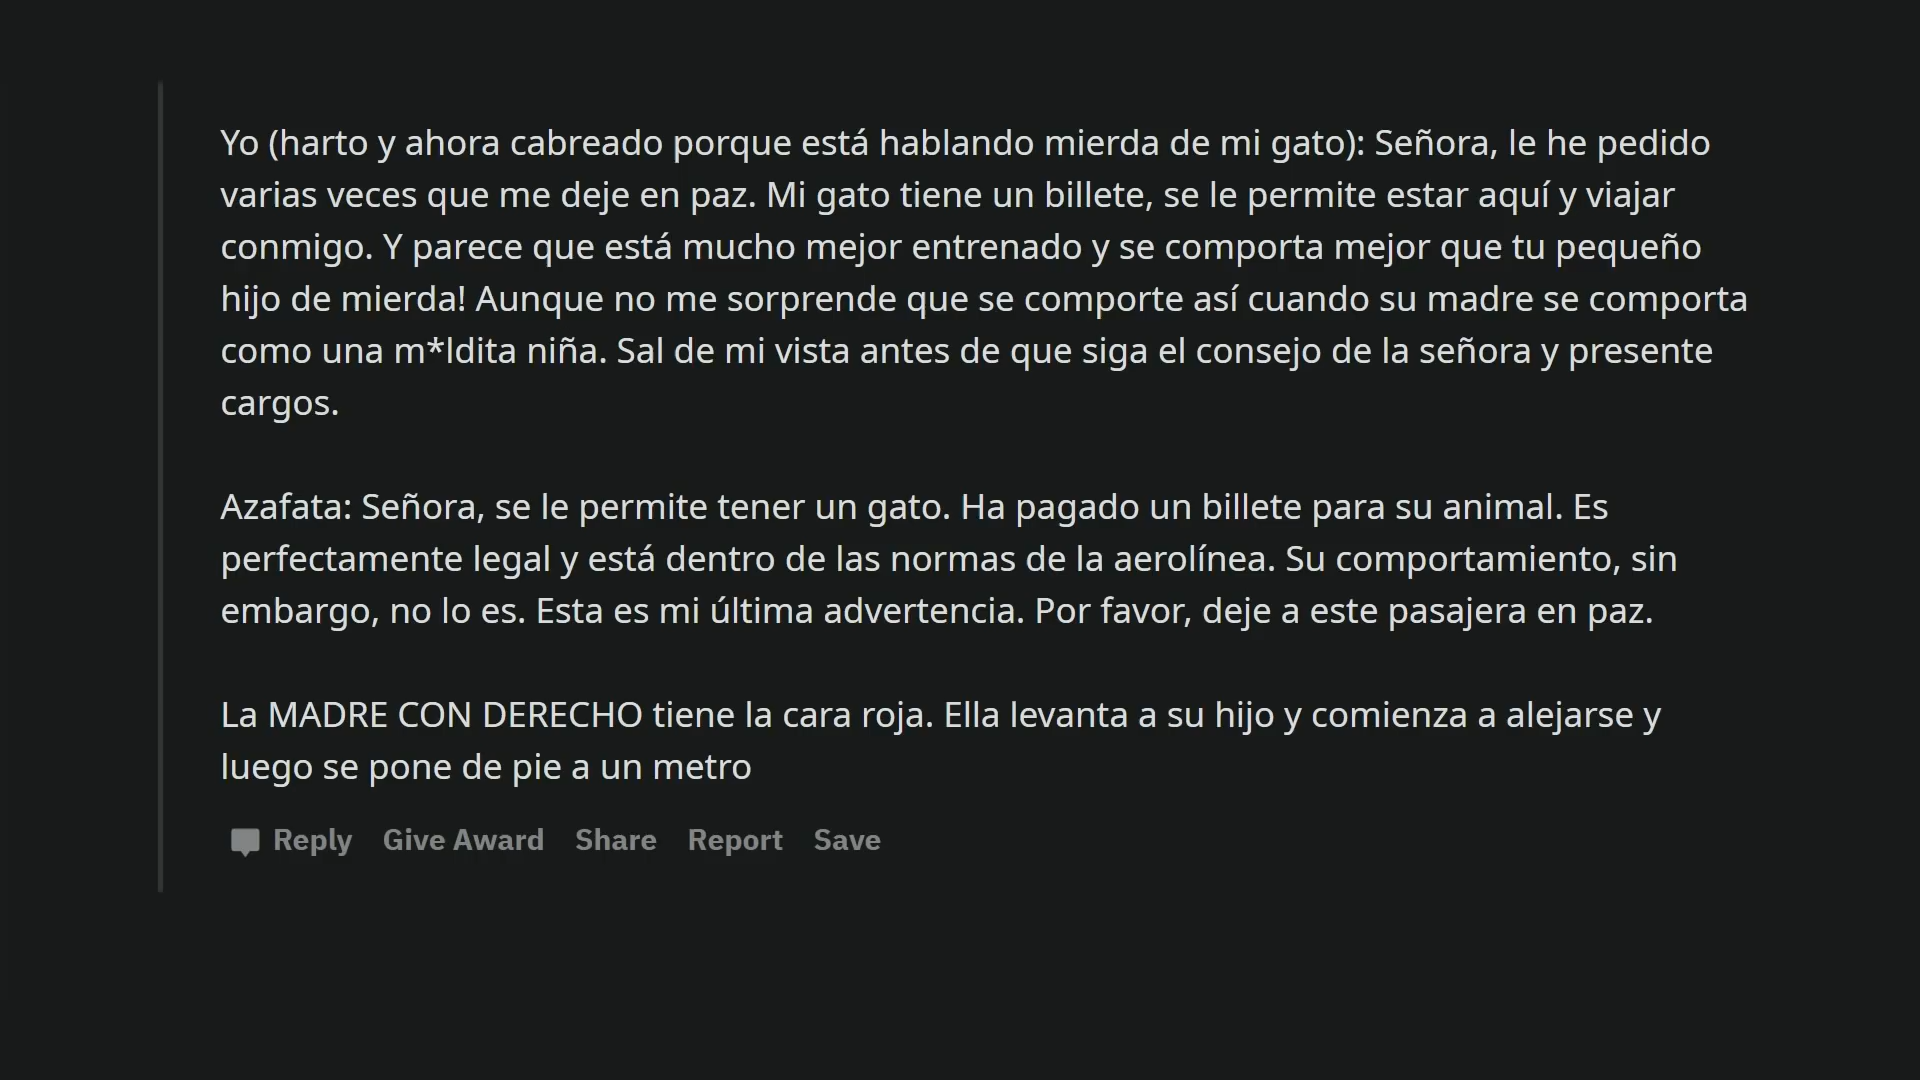 Yo (harto y ahora cabreado porque está hablando mierda de mi gato): Señora, le he pedido
varias veces que me deje en paz. Mi gato tiene un billete, se le permite estar aquí y viajar
conmigo. Y parece que está mucho mejor entrenado y se comporta mejor que tu pequeño
hijo de mierda! Aunque no me sorprende que se comporte así cuando su madre se comporta
como una m*ldita niña. Sal de mi vista antes de que siga el consejo de la señora y presente
cargos.
Azafata: Señora, se le permite tener un gato. Ha pagado un billete para su animal. Es
perfectamente legal y está dentro de las normas de la aerolínea. Su comportamiento, sin
embargo, no lo es. Esta es mi última advertencia. Por favor, deje a este pasajera en paz.
La MADRE CON DERECHO tiene la cara roja. Ella levanta a su hijo y comienza a alejarse y
luego se pone de pie a un metro
Reply Give Award Share Report Save